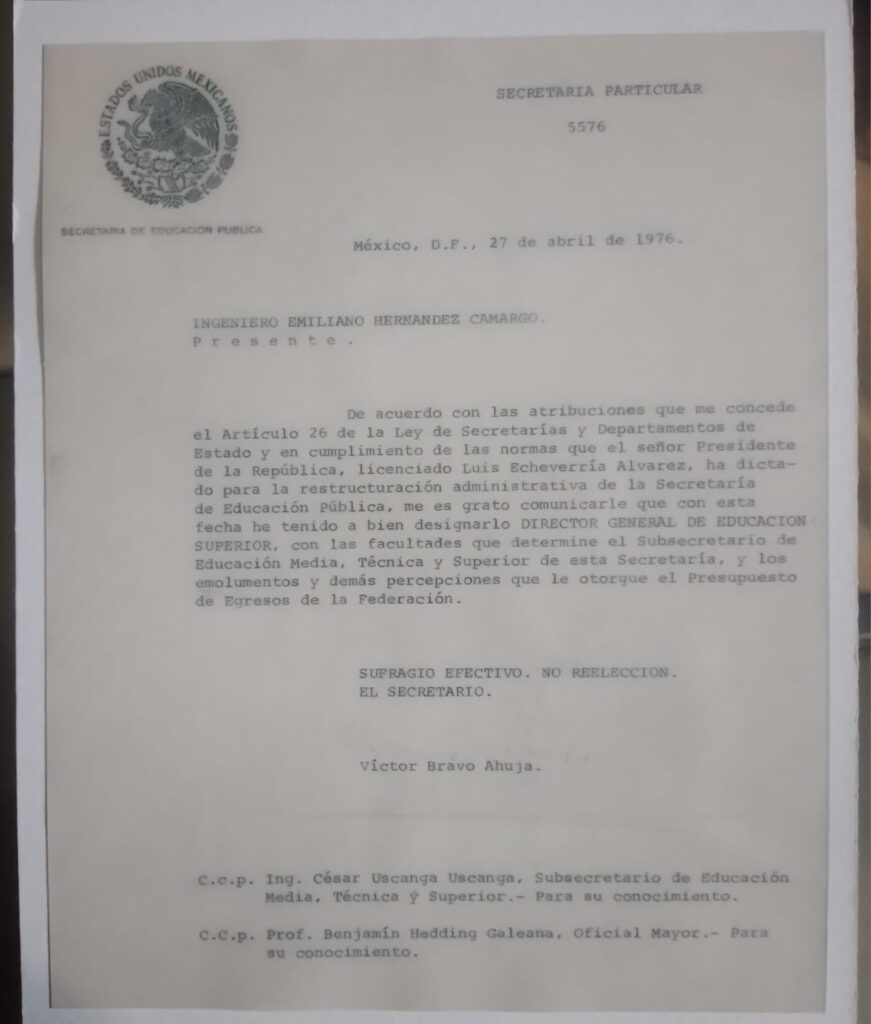 ESTADOS UNIDOS MEXICANOS
SECRETARIA DE EDUCACION PUBLICA
SECRETARIA PARTICULAR
5576
México, D.F., 27 de abril de 1976.
INGENIERO EMILIANO HERNANDEZ CAMARGO.
P r e s e n t e .
De acuerdo con las atribuciones que me concede
el Artículo 26 de la Ley de Secretarías y Departamentos de
Estado y en cumplimiento de las normas que el señor Presidente
de la República, licenciado Luis Echeverría Alvarez, ha dicta-
do para la restructuración administrativa de la Secretaría
de Educación Pública, me es grato comunicarle que con esta
fecha he tenido a bien designarlo DIRECTOR GENERAL DE EDUCACION
SUPERIOR, con las facultades que determine el Subsecretario de
Educación Media, Técnica y Superior de esta Secretaría, y los
emolumentos y demás percepciones que le otorgue el Presupuesto
de Egresos de la Federación.
SUFRAGIO EFECTIVO. NO REELECCION.
EL SECRETARIO.
Víctor Bravo Ahuja.
C.c.p. Ing. César Uscanga Uscanga, Subsecretario de Educación
Media, Técnica y Superior.- Para su conocimiento.
C.C.p. Prof. Benjamín Hedding Galeana, Oficial Mayor.- Para
su conocimiento.